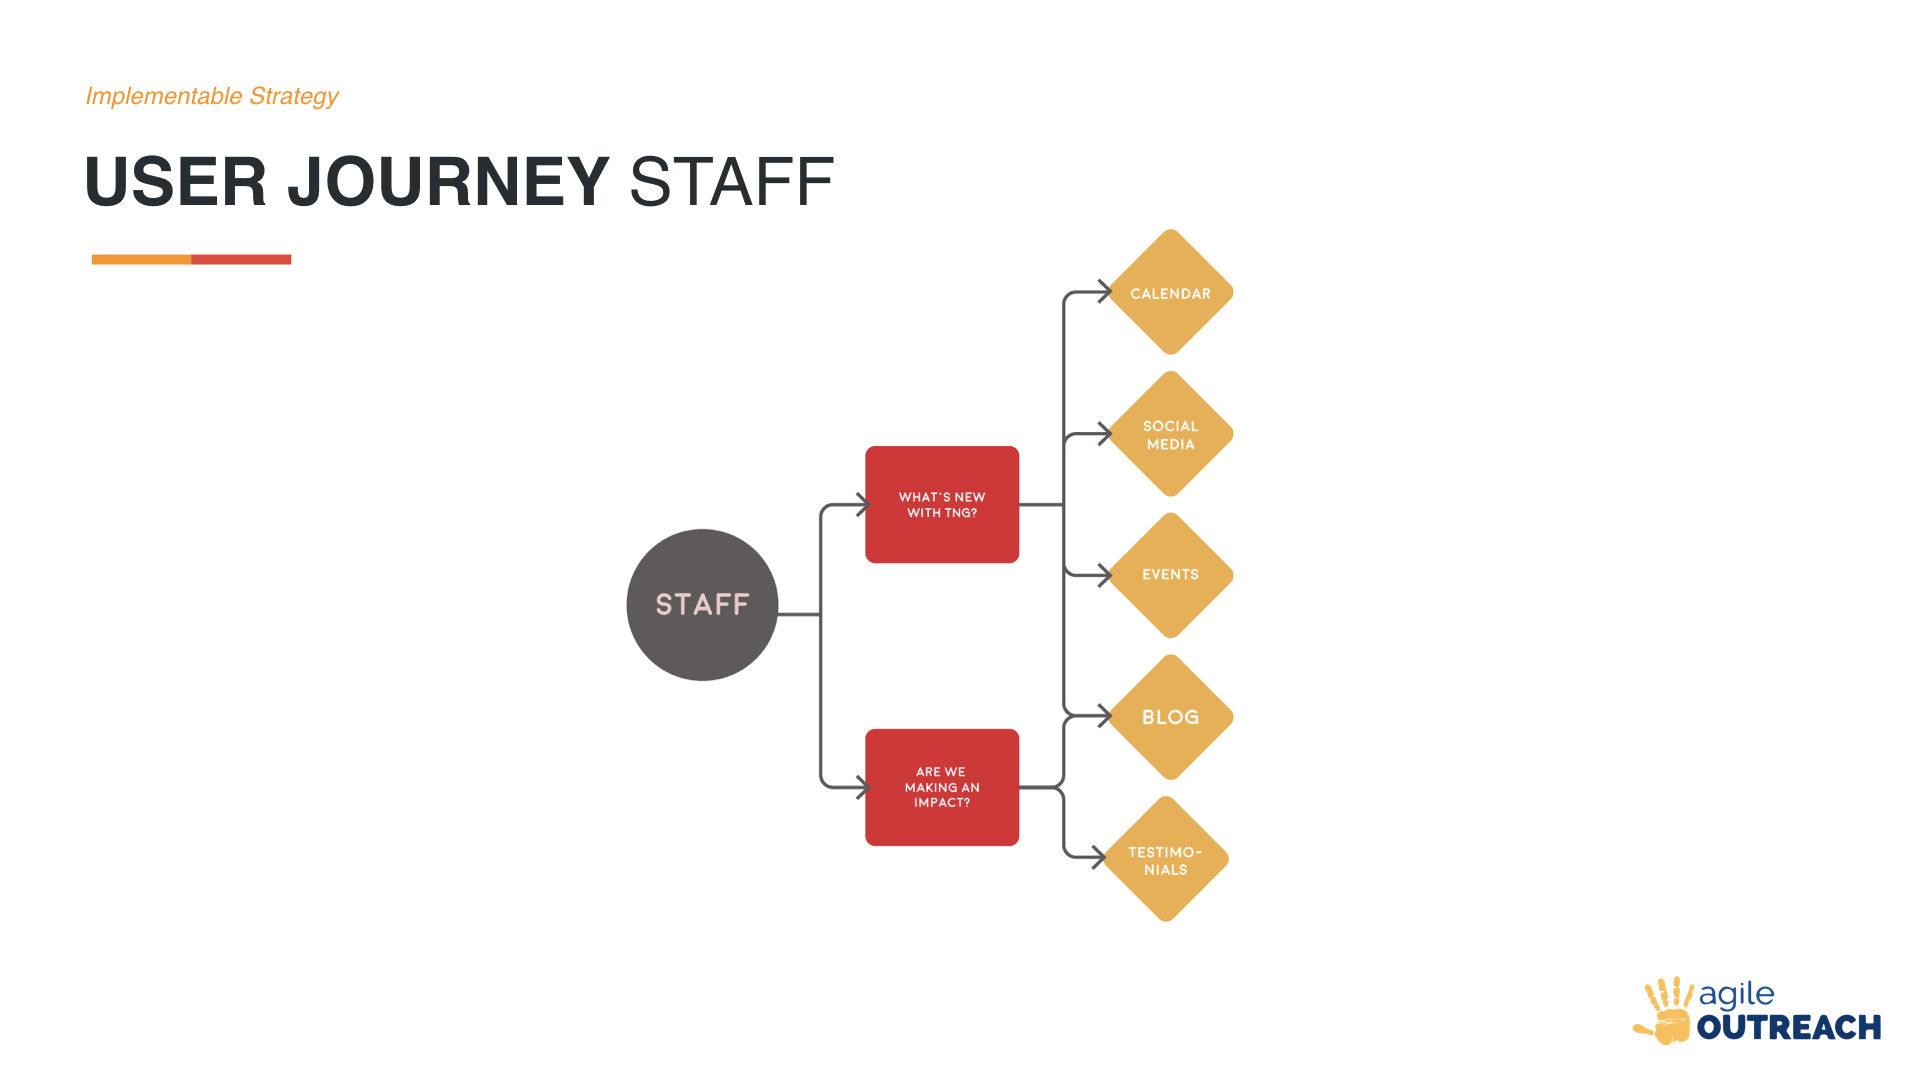 Implementable Strategy
USER JOURNEY STAFF
CALENDAR
SOCIAL
MEDIA
WHAT'S NEW
WITH TNG?
EVENTS
STAFF
BLOG
ARE WE
MAKING AN
IMPACT?
TESTIMO-
NIALS
agile
OUTREACH